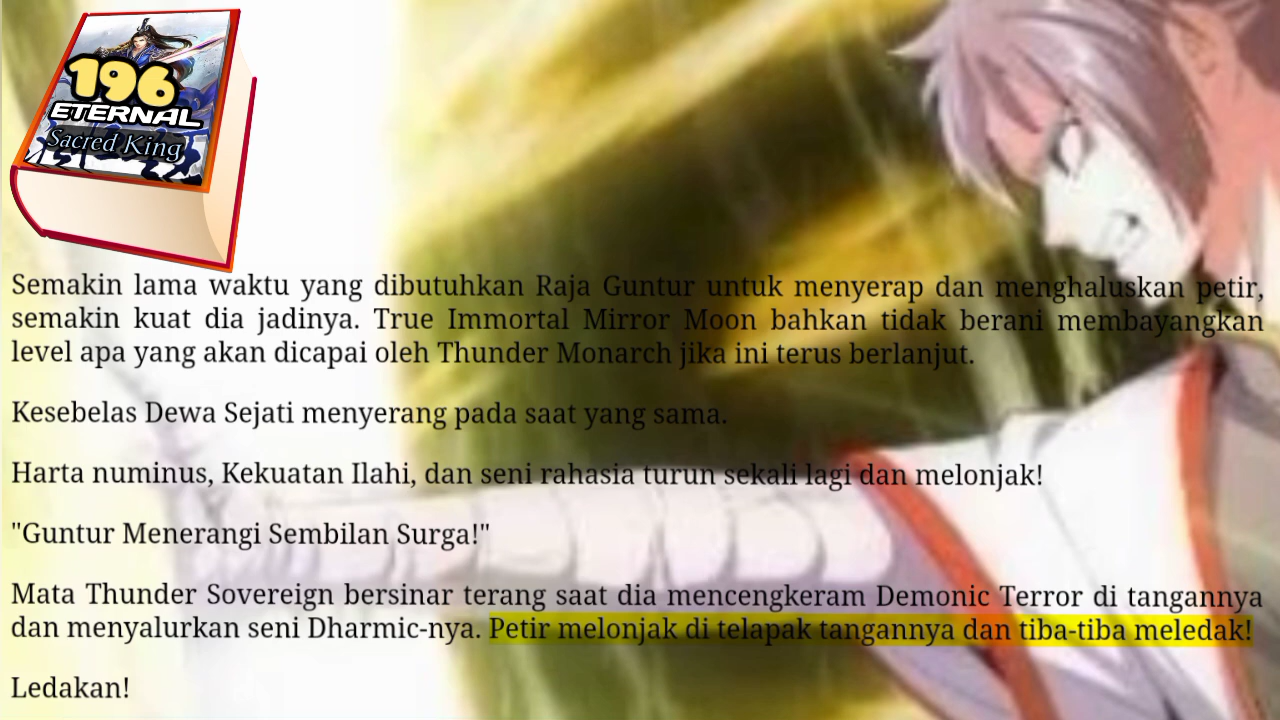 196
ETERNAL
Sacred King
Semakin lama waktu yang dibutuhkan Raja Guntur untuk menyerap dan menghaluskan petir,
semakin kuat dia jadinya. True Immortal Mirror Moon bahkan tidak berani membayangkan
level apa yang akan dicapai oleh Thunder Monarch jika ini terus berlanjut.
Kesebelas Dewa Sejati menyerang pada saat yang sama.
Harta numinus, Kekuatan Ilahi, dan seni rahasia turun sekali lagi dan melonjak!
"Guntur Menerangi Sembilan Surga!"
Mata Thunder Sovereign bersinar terang saat dia mencengkeram Demonic Terror di tangannya
dan menyalurkan seni Dharmic-nya. Petir melonjak di telapak tangannya dan tiba-tiba meledak!
Ledakan!